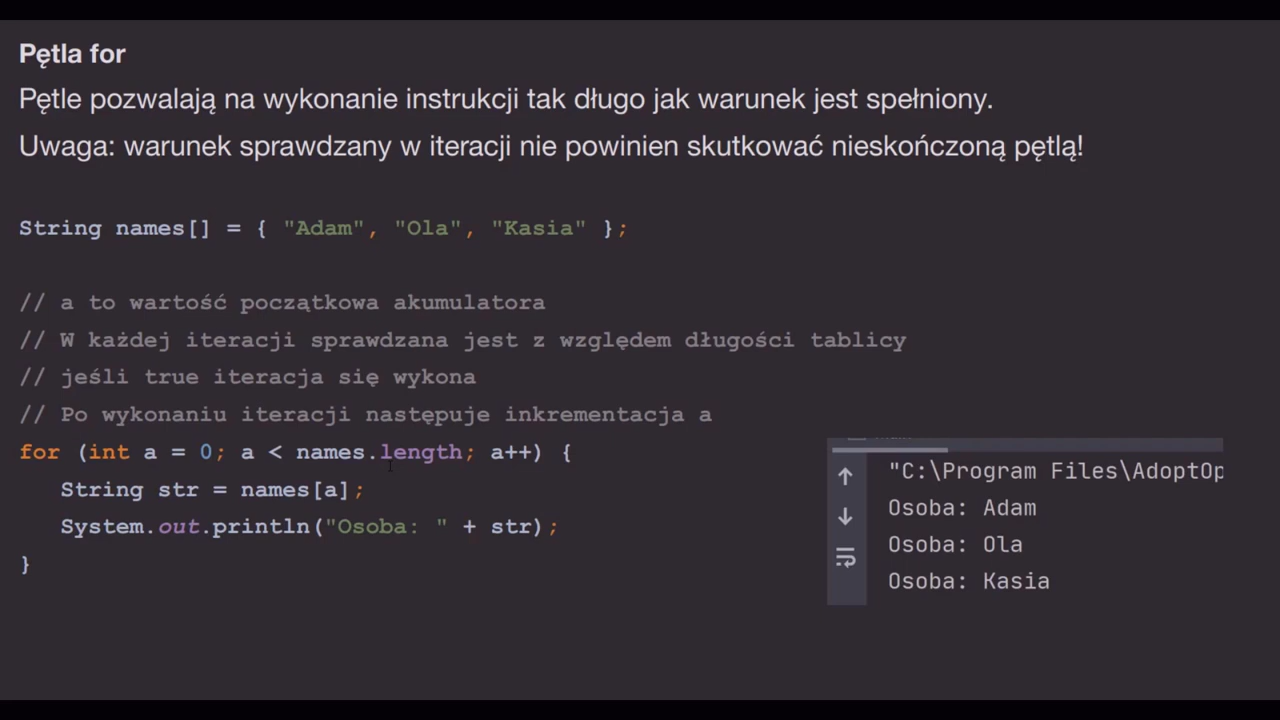 Pętla for
Pętle pozwalają na wykonanie instrukcji tak długo jak warunek jest spełniony.
Uwaga: warunek sprawdzany w iteracji nie powinien skutkować nieskończoną pętlą!
String names[] = { "Adam", "Ola", "Kasia" };
// a to wartość początkowa akumulatora
// W każdej iteracji sprawdzana jest z względem długości tablicy
// jeśli true iteracja się wykona
// Po wykonaniu iteracji następuje inkrementacja a
for (int a = 0; a < names.length; a++) {
String str = names[a];
System.out.println("Osoba: " + str);
}
"C:\Program Files\AdoptOp
Osoba: Adam
Osoba: Ola
Osoba: Kasia